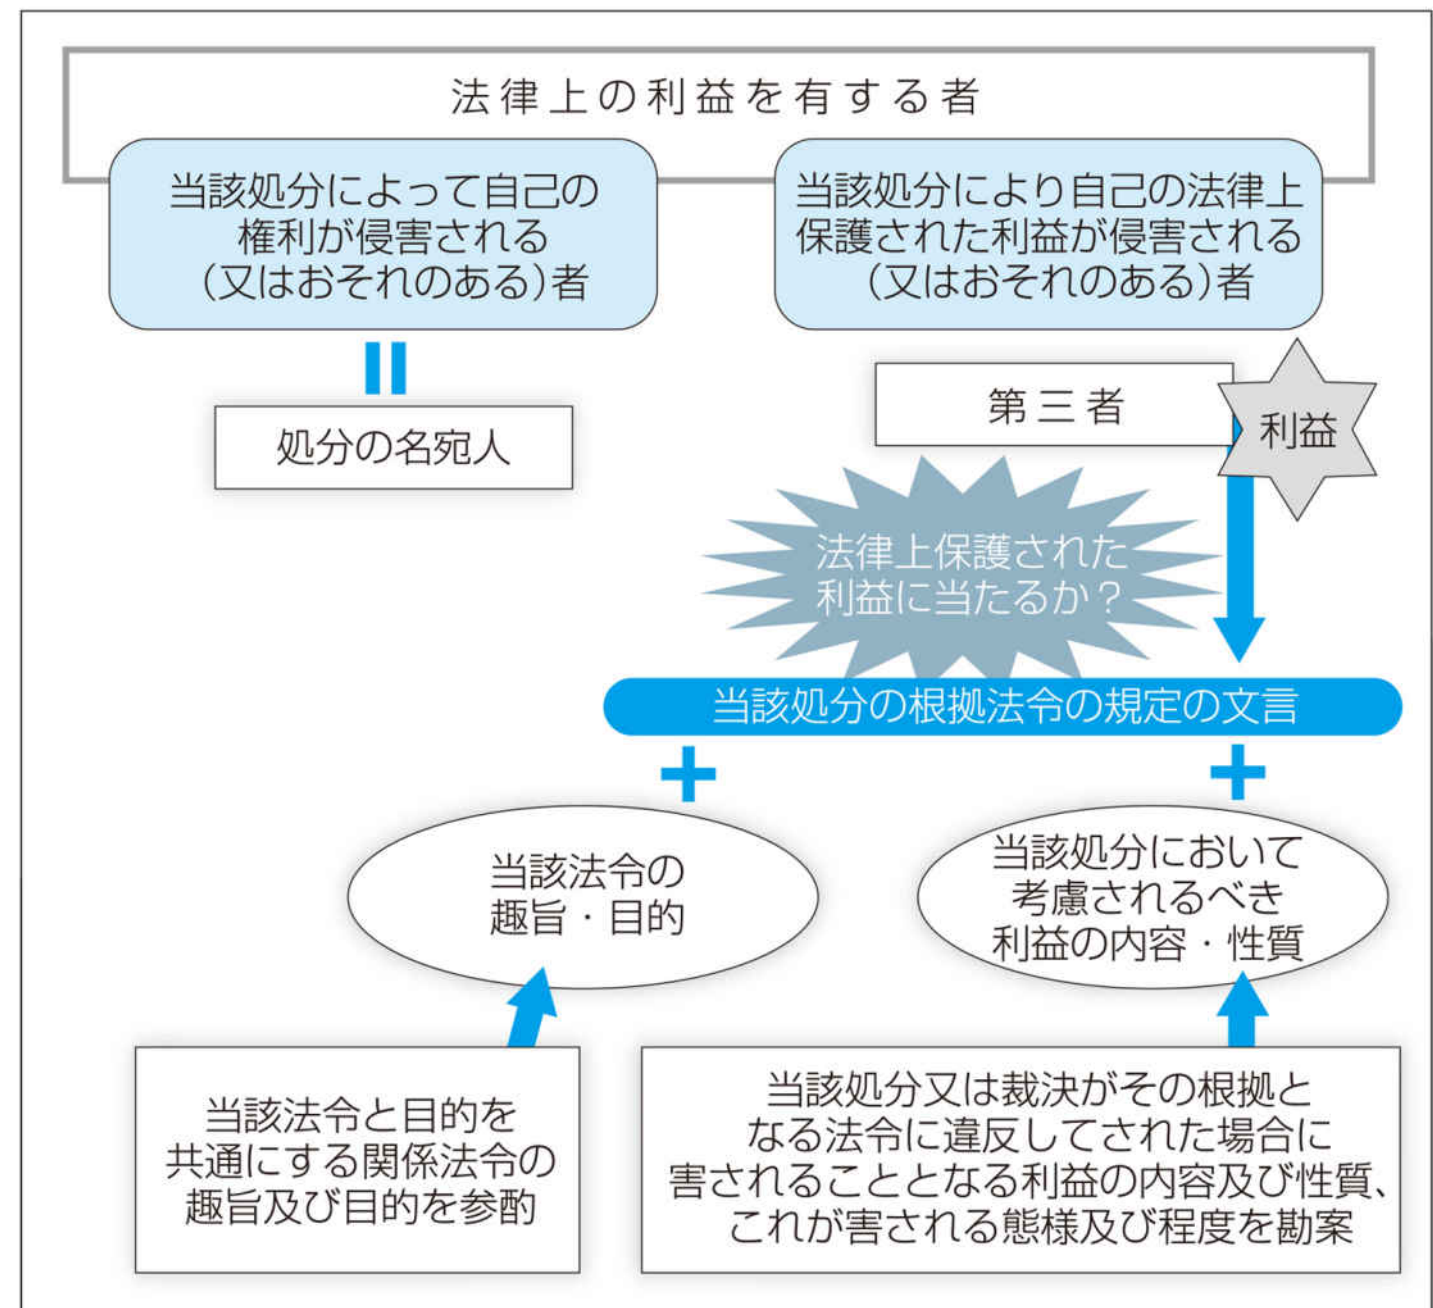 法律上の利益を有する者
当該処分によって自己の
権利が侵害される
（又はおそれのある）者
当該処分により自己の法律上
保護された利益が侵害される
（又はおそれのある）者
処分の名宛人
第三者
利益
法律上保護された
利益に当たるか？
当該処分の根拠法令の規定の文言
当該法令の
趣旨・目的
当該処分において
考慮されるべき
利益の内容・性質
当該法令と目的を
共通にする関係法令の
趣旨及び目的を参酌
当該処分又は裁決がその根拠と
なる法令に違反してされた場合に
害されることとなる利益の内容及び性質、
これが害される態様及び程度を勘案